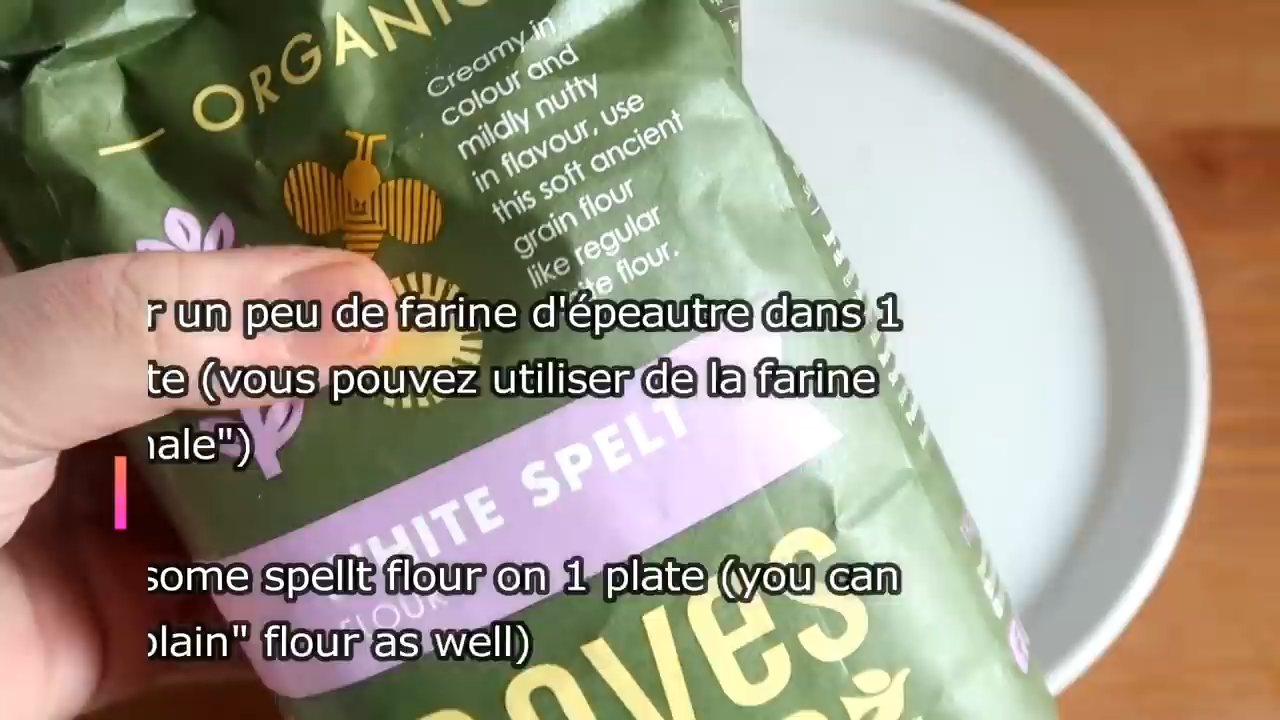 ORGANIC
Creamy in
colour and
mildly nutty
in flavour, use
this soft ancient
grain flour
like regular
flour.
r un peu de farine d'épeautre dans 1
te (vous pouvez utiliser de la farine
nale")
WHITE SPELT
FLOUR
some spellt flour on 1 plate (you can
plain" flour as well)